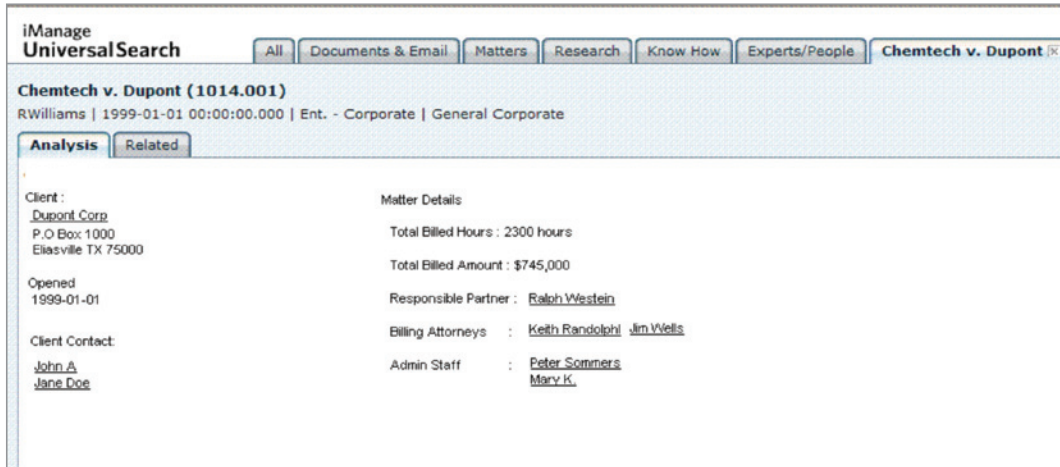 iManage
UniversalSearch
All Documents & Email Matters Research Know How Experts/People Chemtech v. Dupont
Chemtech v. Dupont (1014.001)
RWilliams | 1999-01-01 00:00:00.000 | Ent. - Corporate | General Corporate
Analysis Related
Client :
Dupont Corp
P.O Box 1000
Eliasville TX 75000
Opened
1999-01-01
Client Contact:
John A
Jane Doe
Matter Details
Total Billed Hours : 2300 hours
Total Billed Amount : $745,000
Responsible Partner : Ralph Westein
Billing Attorneys : Keith Randolphl Jim Wells
Admin Staff : Peter Sommers
Mary K.